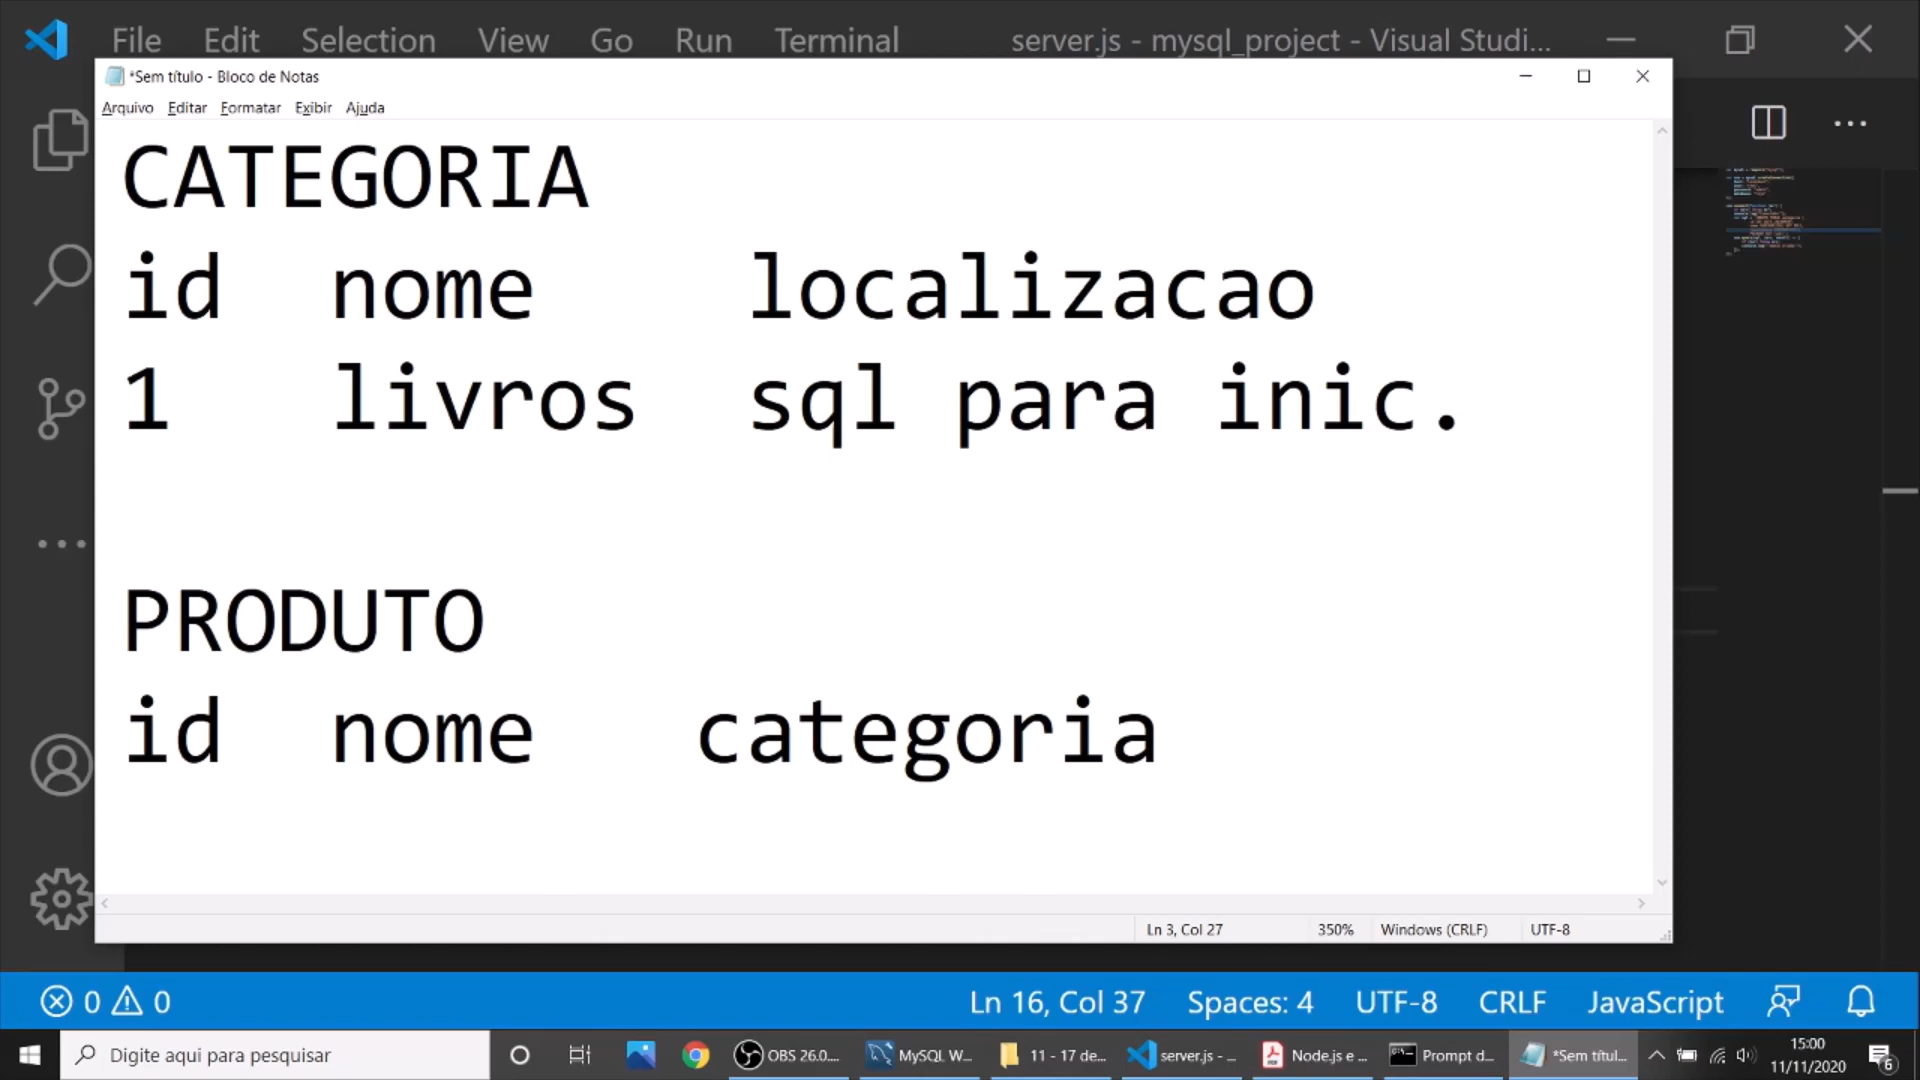 File Edit Selection View Go Run Terminal server.js - mysql_project - Visual Studi...
*Sem título - Bloco de Notas
Arquivo Editar Formatar Exibir Ajuda
CATEGORIA
id nome localizacao
1 livros sql para inic.
PRODUTO
id nome categoria
Ln 3, Col 27 350% Windows (CRLF) UTF-8
0 0 Ln 16, Col 37 Spaces: 4 UTF-8 CRLF JavaScript
Digite aqui para pesquisar OBS 26.0.... MySQL W... 11 - 17 de... server.js - ... Node.js e ... Prompt d... *Sem títul... 15:00
11/11/2020 6